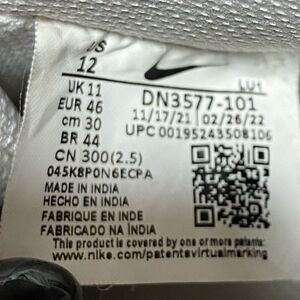 US
12
UK 11
EUR 46
cm 30
BR 44
CN 300(2.5)
LU1
DN3577-101
11/17/21 02/26/22
UPC 00195243508106
045K8P0N6ECPA
MADE IN INDIA
HECHO EN INDIA
FABRIQUE EN INDE
FABRICADO NA ÍNDIA
This product is covered by one or more patents:
www.nike.com/patentsvirtualmarking